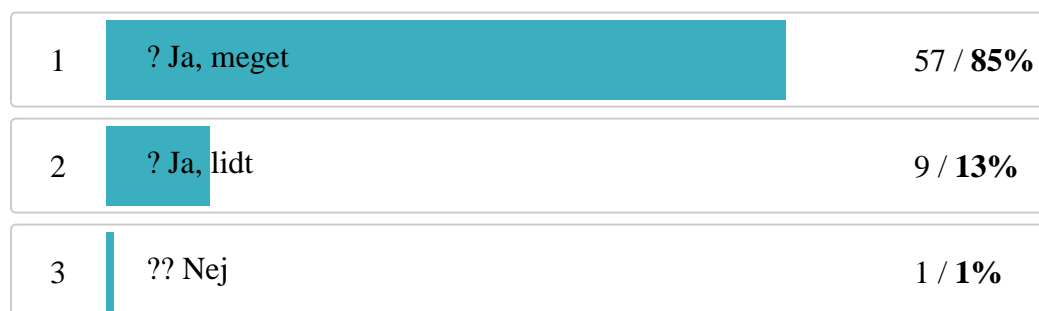 1 ? Ja, meget 57 / 85%
2 ? Ja, lidt 9 / 13%
3 ?? Nej 1 / 1%